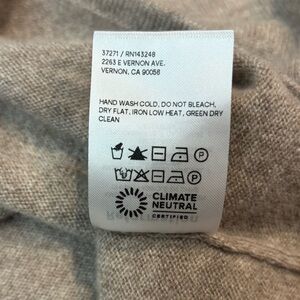 37271 / RN143248
2263 E VERNON AVE.
VERNON, CA 90058
HAND WASH COLD, DO NOT BLEACH,
DRY FLAT, IRON LOW HEAT, GREEN DRY
CLEAN
P
P
CLIMATE
NEUTRAL
CERTIFIED